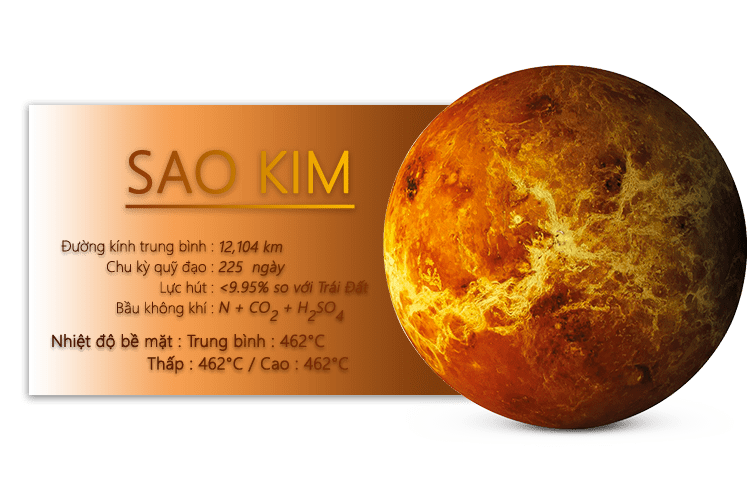 SAO KIM
Đường kính trung bình : 12,104 km
Chu kỳ quỹ đạo : 225 ngày
Lực hút : <9.95% so với Trái Đất
Bầu không khí : N + CO2 + H2SO4
Nhiệt độ bề mặt : Trung bình : 462°C
Thấp : 462°C / Cao : 462°C